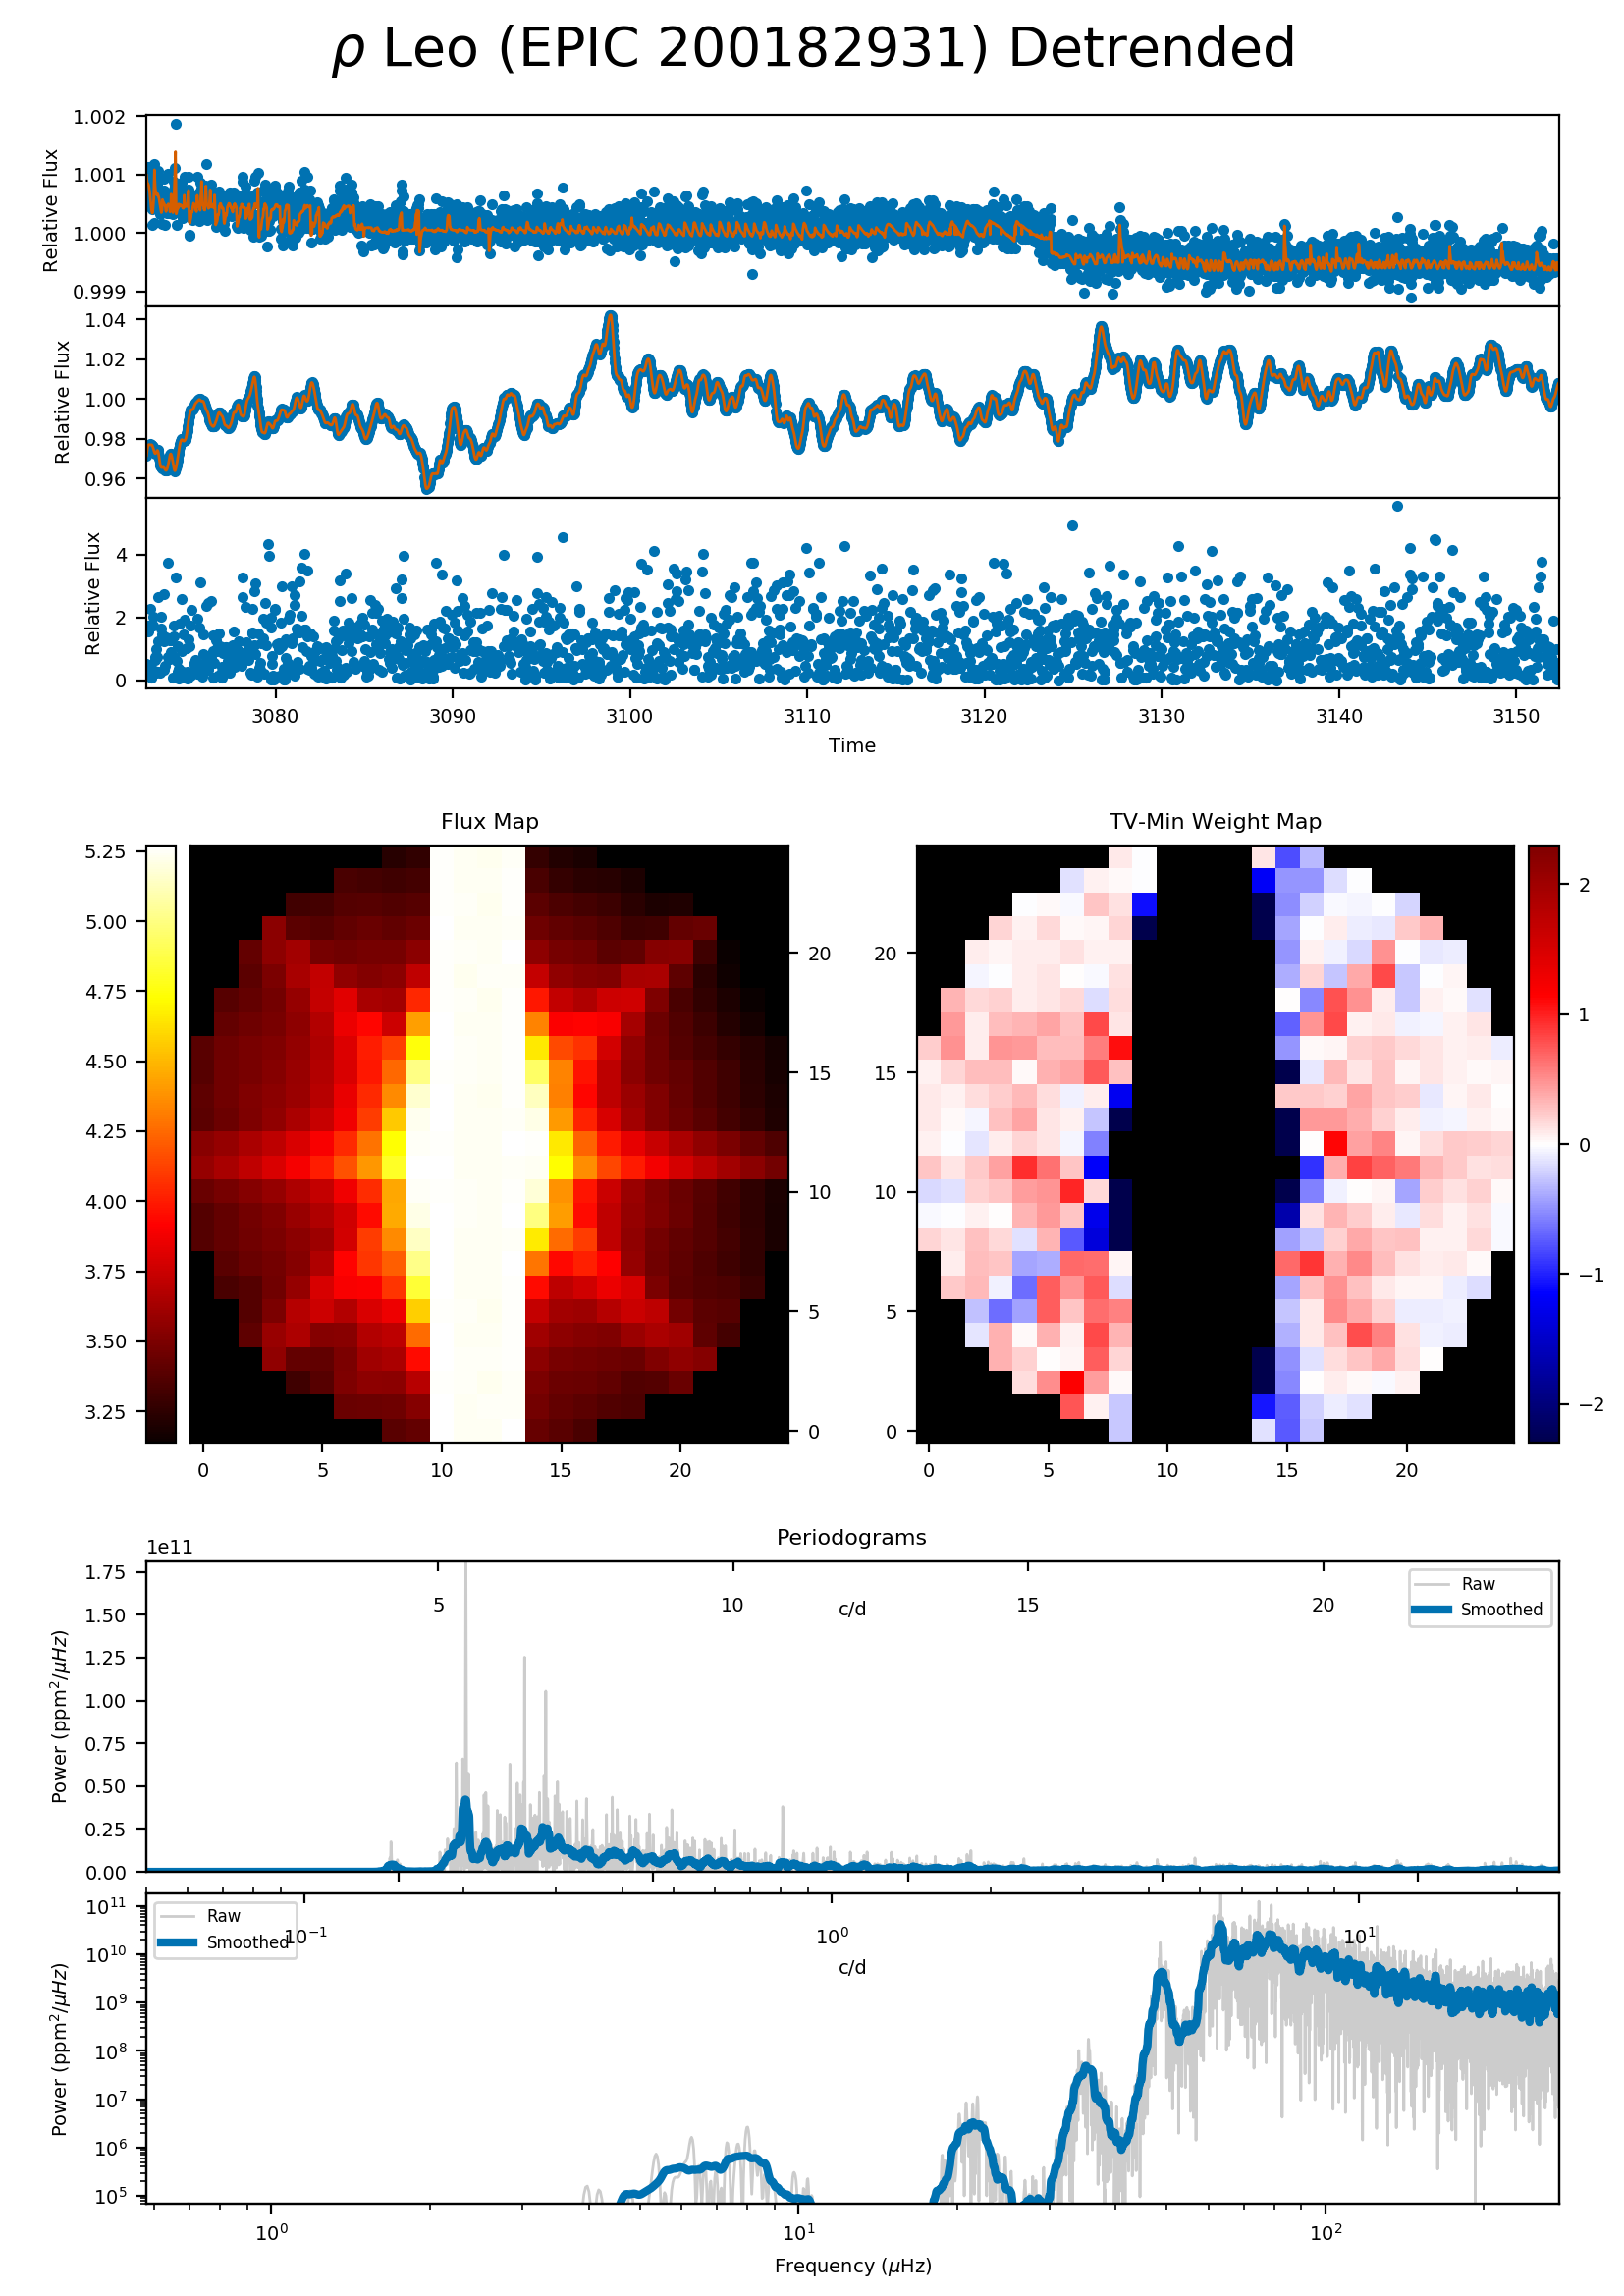 ρ Leo (EPIC 200182931) Detrended
1.002
1.001
1.000
0.999
Relative Flux
1.04
1.02
1.00
0.98
0.96
Relative Flux
4
2
0
Relative Flux
3080 3090 3100 3110 3120 3130 3140 3150
Time
Flux Map
5.25
5.00
4.75
4.50
4.25
4.00
3.75
3.50
3.25
20
15
10
5
0
0 5 10 15 20
TV-Min Weight Map
20
15
10
5
0
0 5 10 15 20
2
1
0
−1
−2
Periodograms
1e11
1.75
1.50
1.25
1.00
0.75
0.50
0.25
0.00
Power (ppm²/μHz)
5 10 15 20
c/d
Raw
Smoothed
10¹¹
10¹⁰
10⁹
10⁸
10⁷
10⁶
10⁵
Power (ppm²/μHz)
Raw
Smoothed
10⁻¹ 10⁰ 10¹
c/d
10⁰ 10¹ 10²
Frequency (μHz)